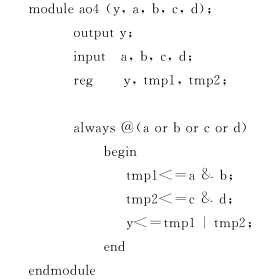 module ao4 (y, a, b, c, d);
output y;
input a, b, c, d;
reg y, tmp1, tmp2;
always @(a or b or c or d)
begin
tmp1<=a & b;
tmp2<=c & d;
y<=tmp1 | tmp2;
end
endmodule